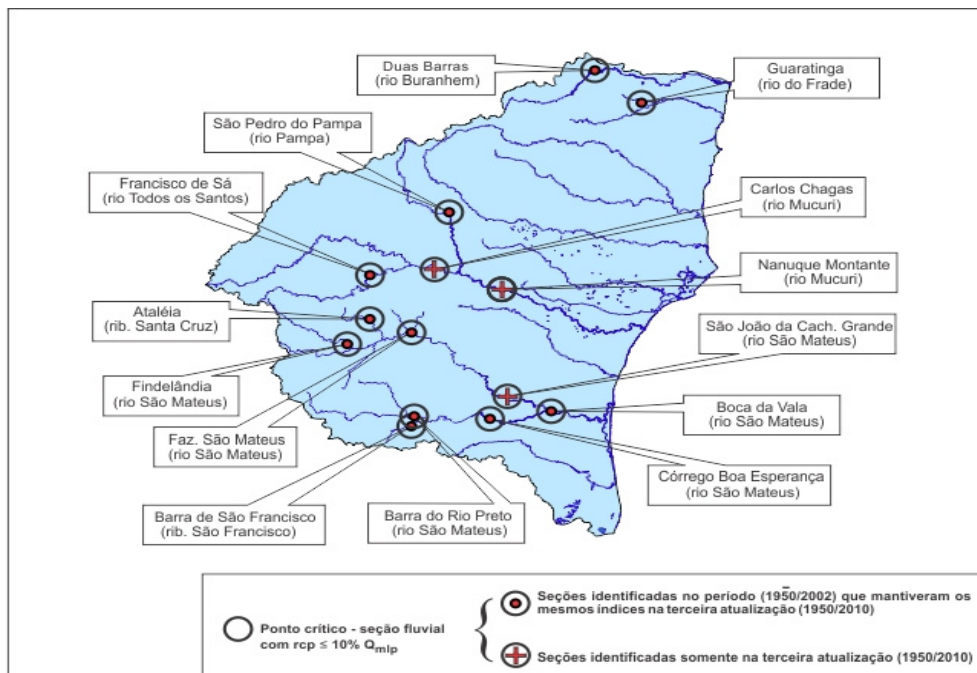 Duas Barras
(rio Buranhem)
Guaratinga
(rio do Frade)
São Pedro do Pampa
(rio Pampa)
Francisco de Sá
(rio Todos os Santos)
Carlos Chagas
(rio Mucuri)
Nanuque Montante
(rio Mucuri)
Ataléia
(rib. Santa Cruz)
São João da Cach. Grande
(rio São Mateus)
Findelândia
(rio São Mateus)
Boca da Vala
(rio São Mateus)
Faz. São Mateus
(rio São Mateus)
Córrego Boa Esperança
(rio São Mateus)
Barra de São Francisco
(rib. São Francisco)
Barra do Rio Preto
(rio São Mateus)
Ponto crítico - seção fluvial
com rcp ≤ 10% Qmlp
Seções identificadas no período (1950/2002) que mantiveram os
mesmos índices na terceira atualização (1950/2010)
Seções identificadas somente na terceira atualização (1950/2010)